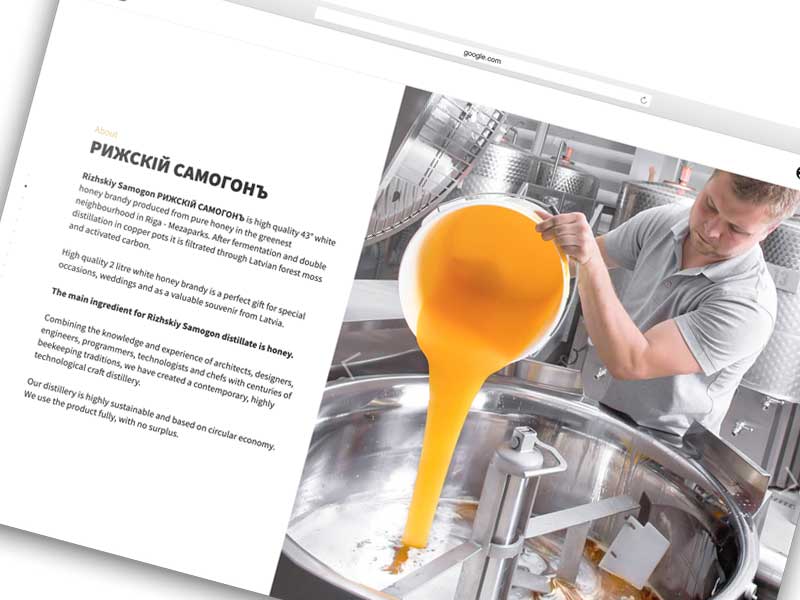 google.com
About
РИЖСКІЙ САМОГОНЪ
Rizhskiy Samogon РИЖСКІЙ САМОГОНЪ is high quality 43° white
honey brandy produced from pure honey in the greenest
neighbourhood in Riga - Mezaparks. After fermentation and double
distillation in copper pots it is filtrated through Latvian forest moss
and activated carbon.
High quality 2 litre white honey brandy is a perfect gift for special
occasions, weddings and as a valuable souvenir from Latvia.
The main ingredient for Rizhskiy Samogon distillate is honey.
Combining the knowledge and experience of architects, designers,
engineers, programmers, technologists and chefs with centuries of
beekeeping traditions, we have created a contemporary, highly
technological craft distillery.
Our distillery is highly sustainable and based on circular economy.
We use the product fully, with no surplus.